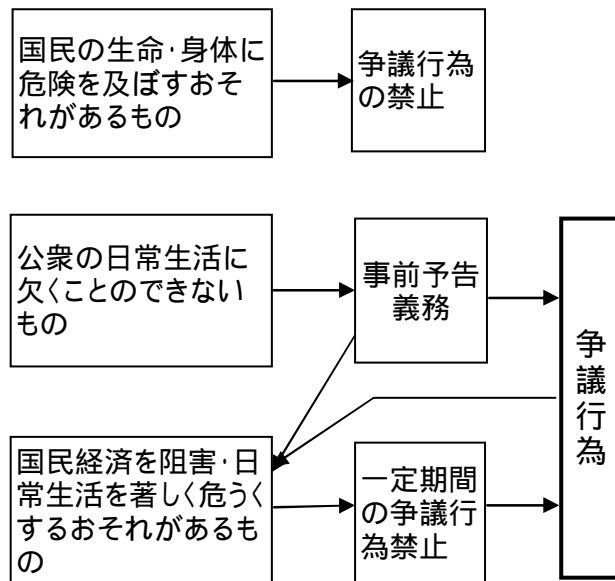 国民の生命・身体に
危険を及ぼすおそ
れがあるもの
争議行為
の禁止
公衆の日常生活に
欠くことのできない
もの
事前予告
義務
争
議
行
為
国民経済を阻害・日
常生活を著しく危うく
するおそれがあるも
の
一定期間
の争議行
為禁止